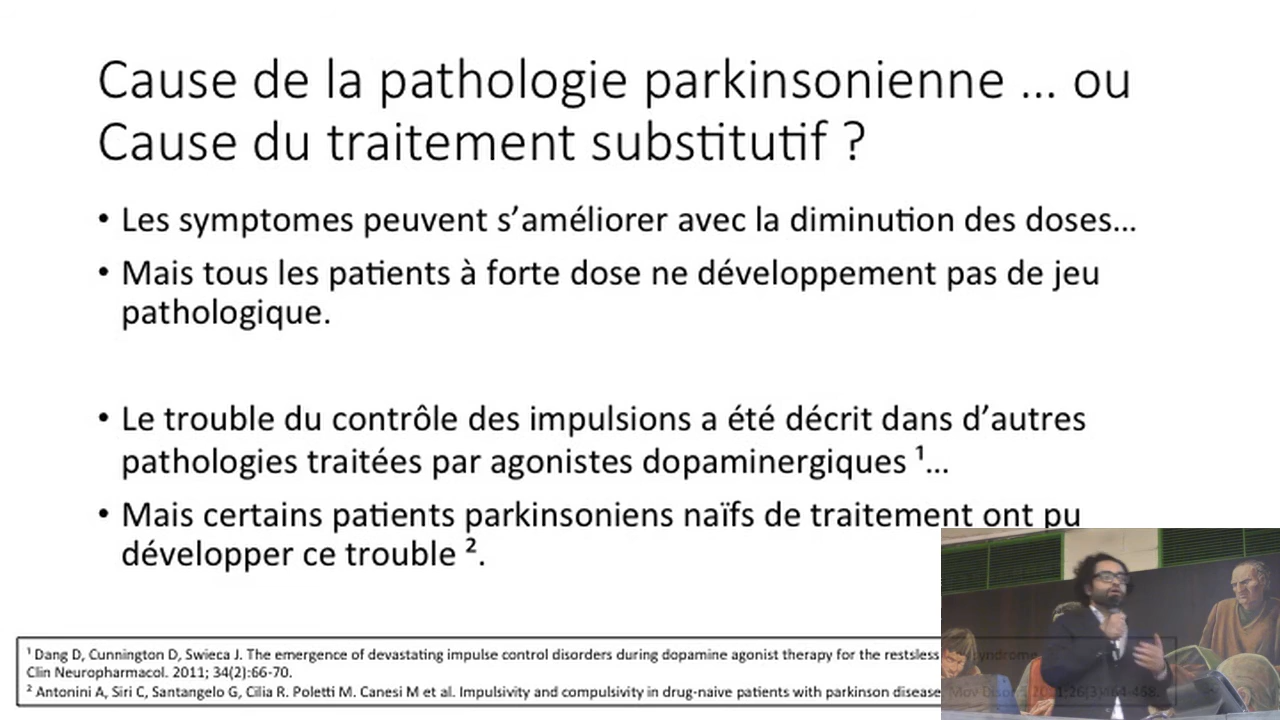 Cause de la pathologie parkinsonienne … ou
Cause du traitement substitutif ?
• Les symptomes peuvent s’améliorer avec la diminution des doses…
• Mais tous les patients à forte dose ne développement pas de jeu
pathologique.
• Le trouble du contrôle des impulsions a été décrit dans d’autres
pathologies traitées par agonistes dopaminergiques ¹…
• Mais certains patients parkinsoniens naïfs de traitement ont pu
développer ce trouble ².
¹ Dang D, Cunnington D, Swieca J. The emergence of devastating impulse control disorders during dopamine agonist therapy for the restless syndrome
Clin Neuropharmacol. 2011; 34(2):66-70.
² Antonini A, Siri C, Santangelo G, Cilia R. Poletti M. Canesi M et al. Impulsivity and compulsivity in drug-naive patients with parkinson disease.